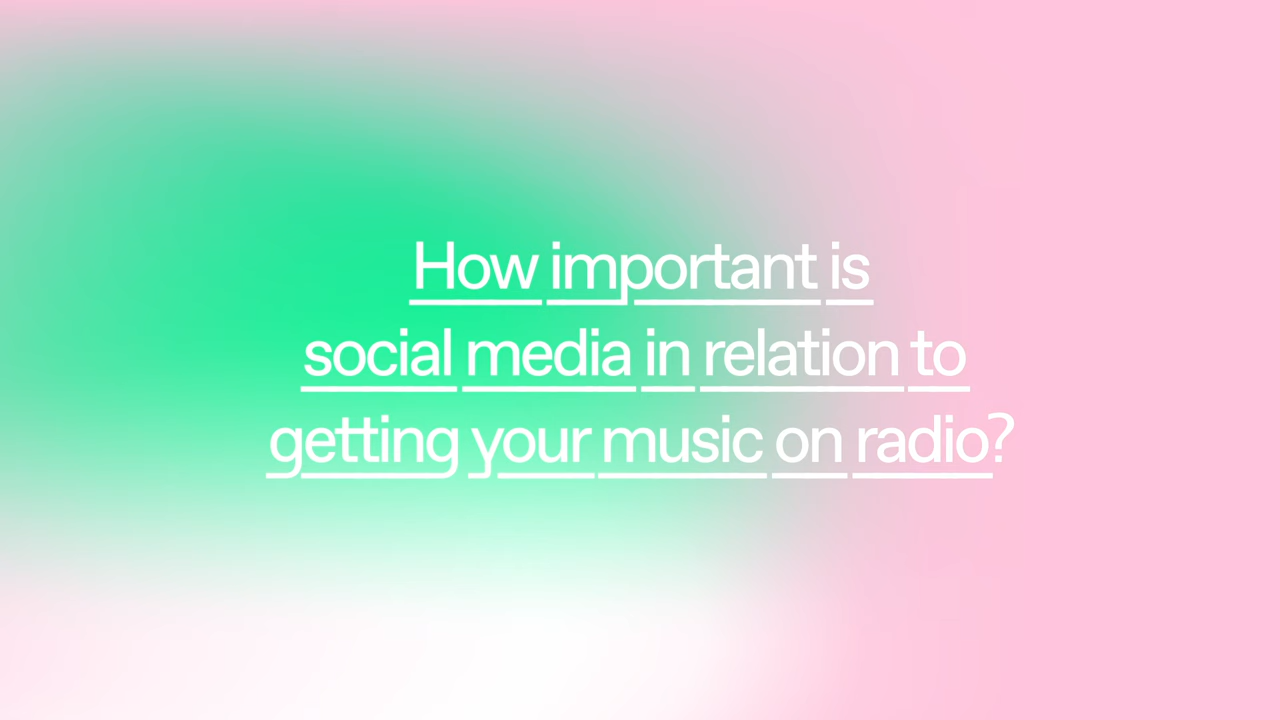 How important is
social media in relation to
getting your music on radio?